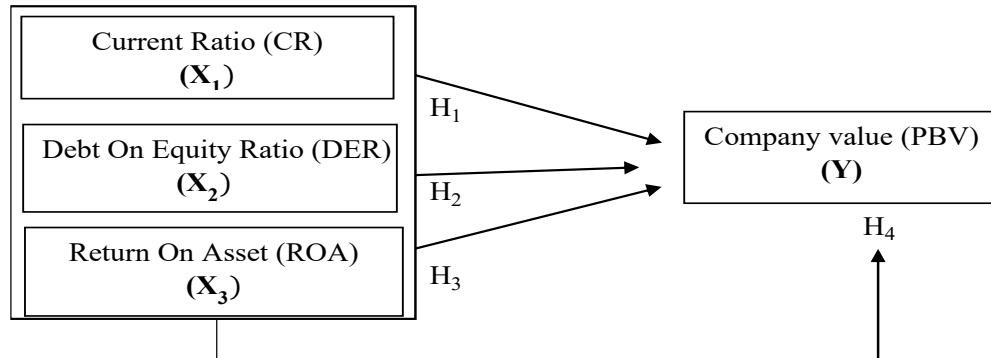 Current Ratio (CR)
(X₁)
H₁
Debt On Equity Ratio (DER)
(X₂)
H₂
Return On Asset (ROA)
(X₃)
H₃
Company value (PBV)
(Y)
H₄